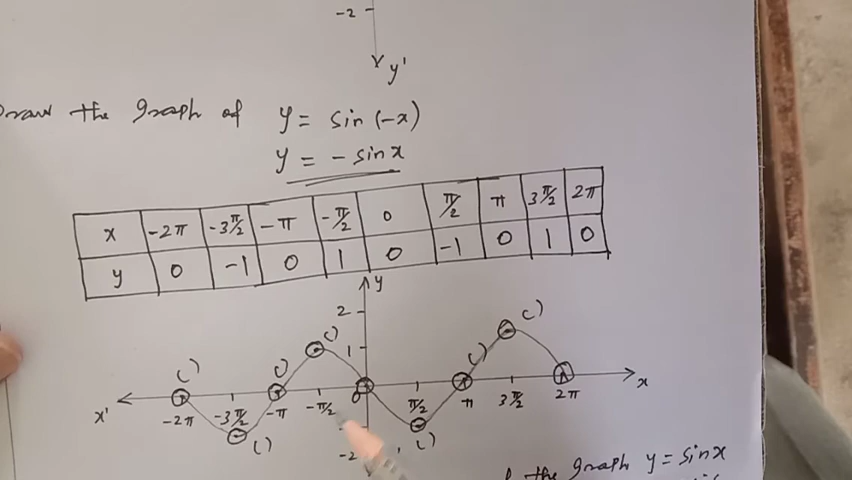 -2
y'
Draw the graph of y = sin (-x)
y = - sinx
x -2π -3π/2 -π -π/2 0 π/2 π 3π/2 2π
y 0 -1 0 1 0 -1 0 1 0
y
2
( )
( )
1
( )
( )
( )
x' -2π -3π/2 -π -π/2 0 π/2 π 3π/2 2π x
( )
( )
-2
the graph y = sinx